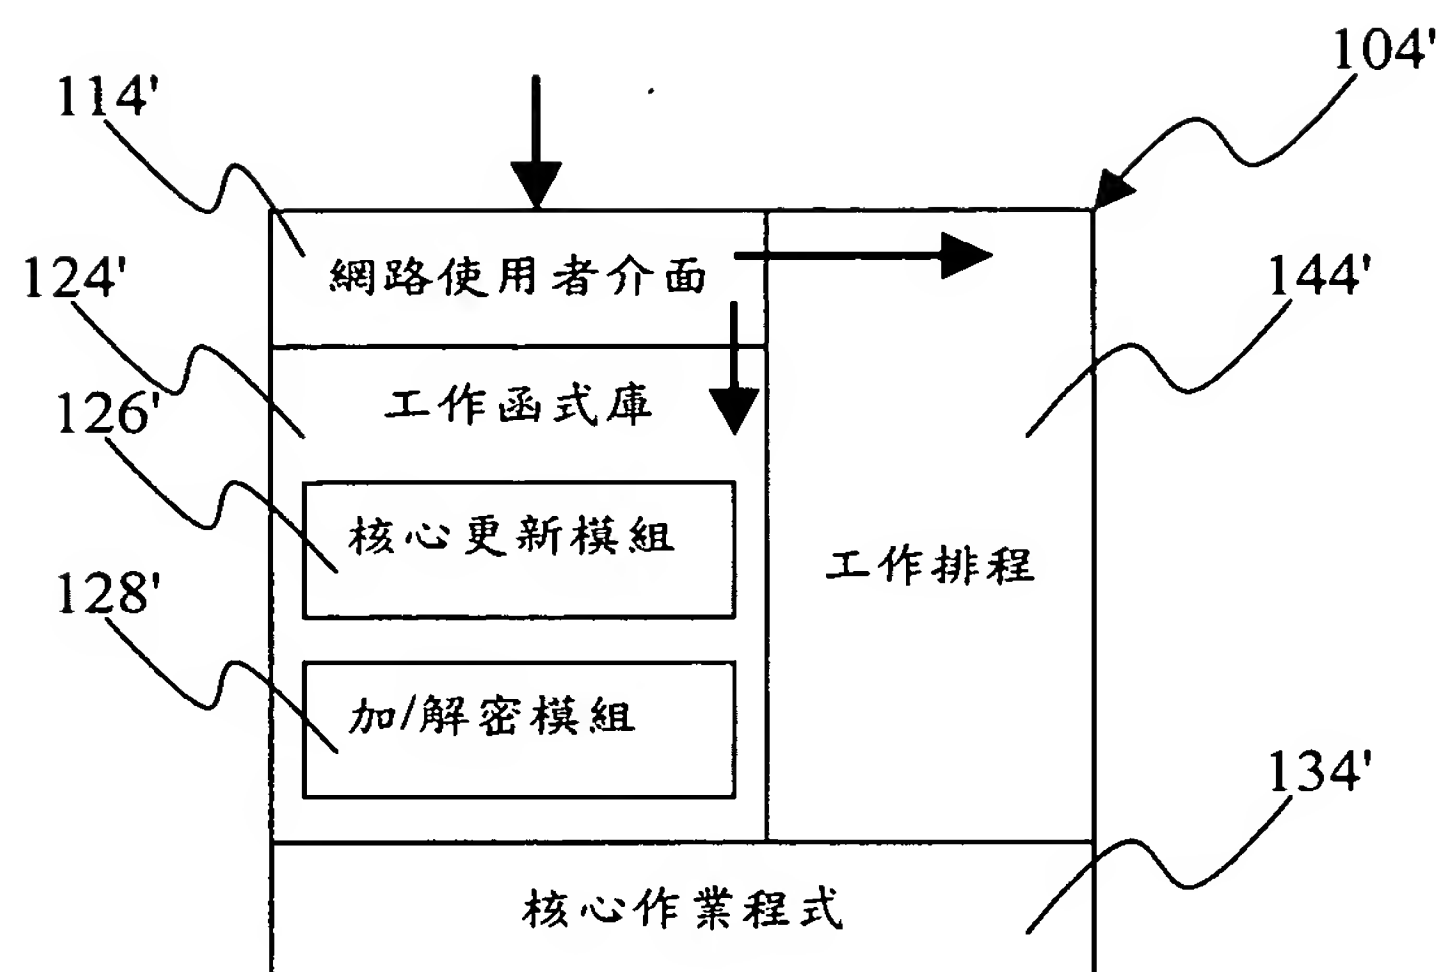 104'
114'
網路使用者介面
124'
144'
工作函式庫
126'
核心更新模組
工作排程
128'
加/解密模組
134'
核心作業程式